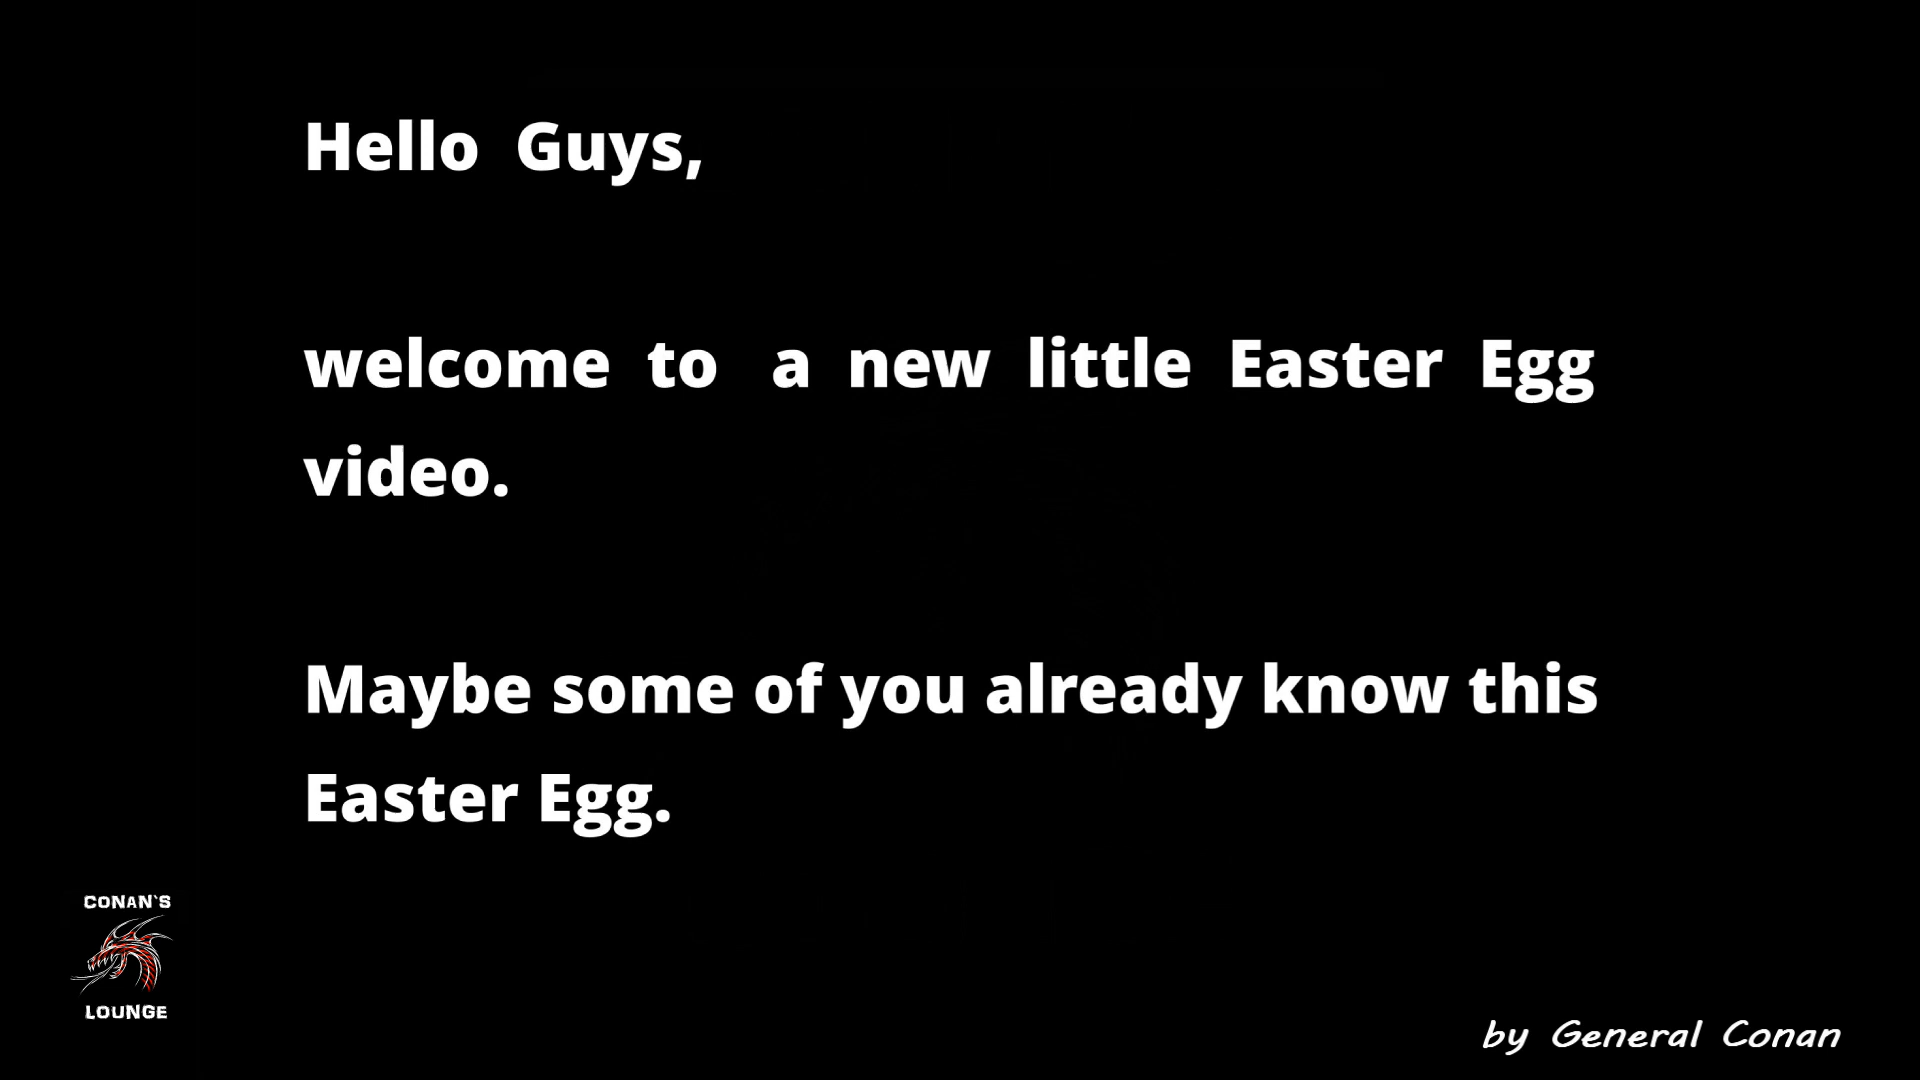 Hello Guys,
welcome to a new little Easter Egg
video.
Maybe some of you already know this
Easter Egg.
CONAN`S
LOUNGE
by General Conan